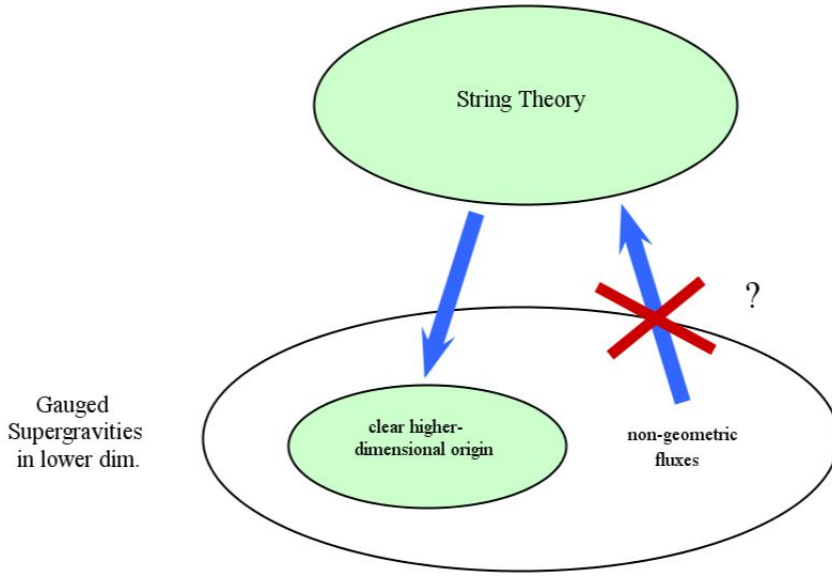 String Theory
?
Gauged
Supergravities
in lower dim.
clear higher-
dimensional origin
non-geometric
fluxes